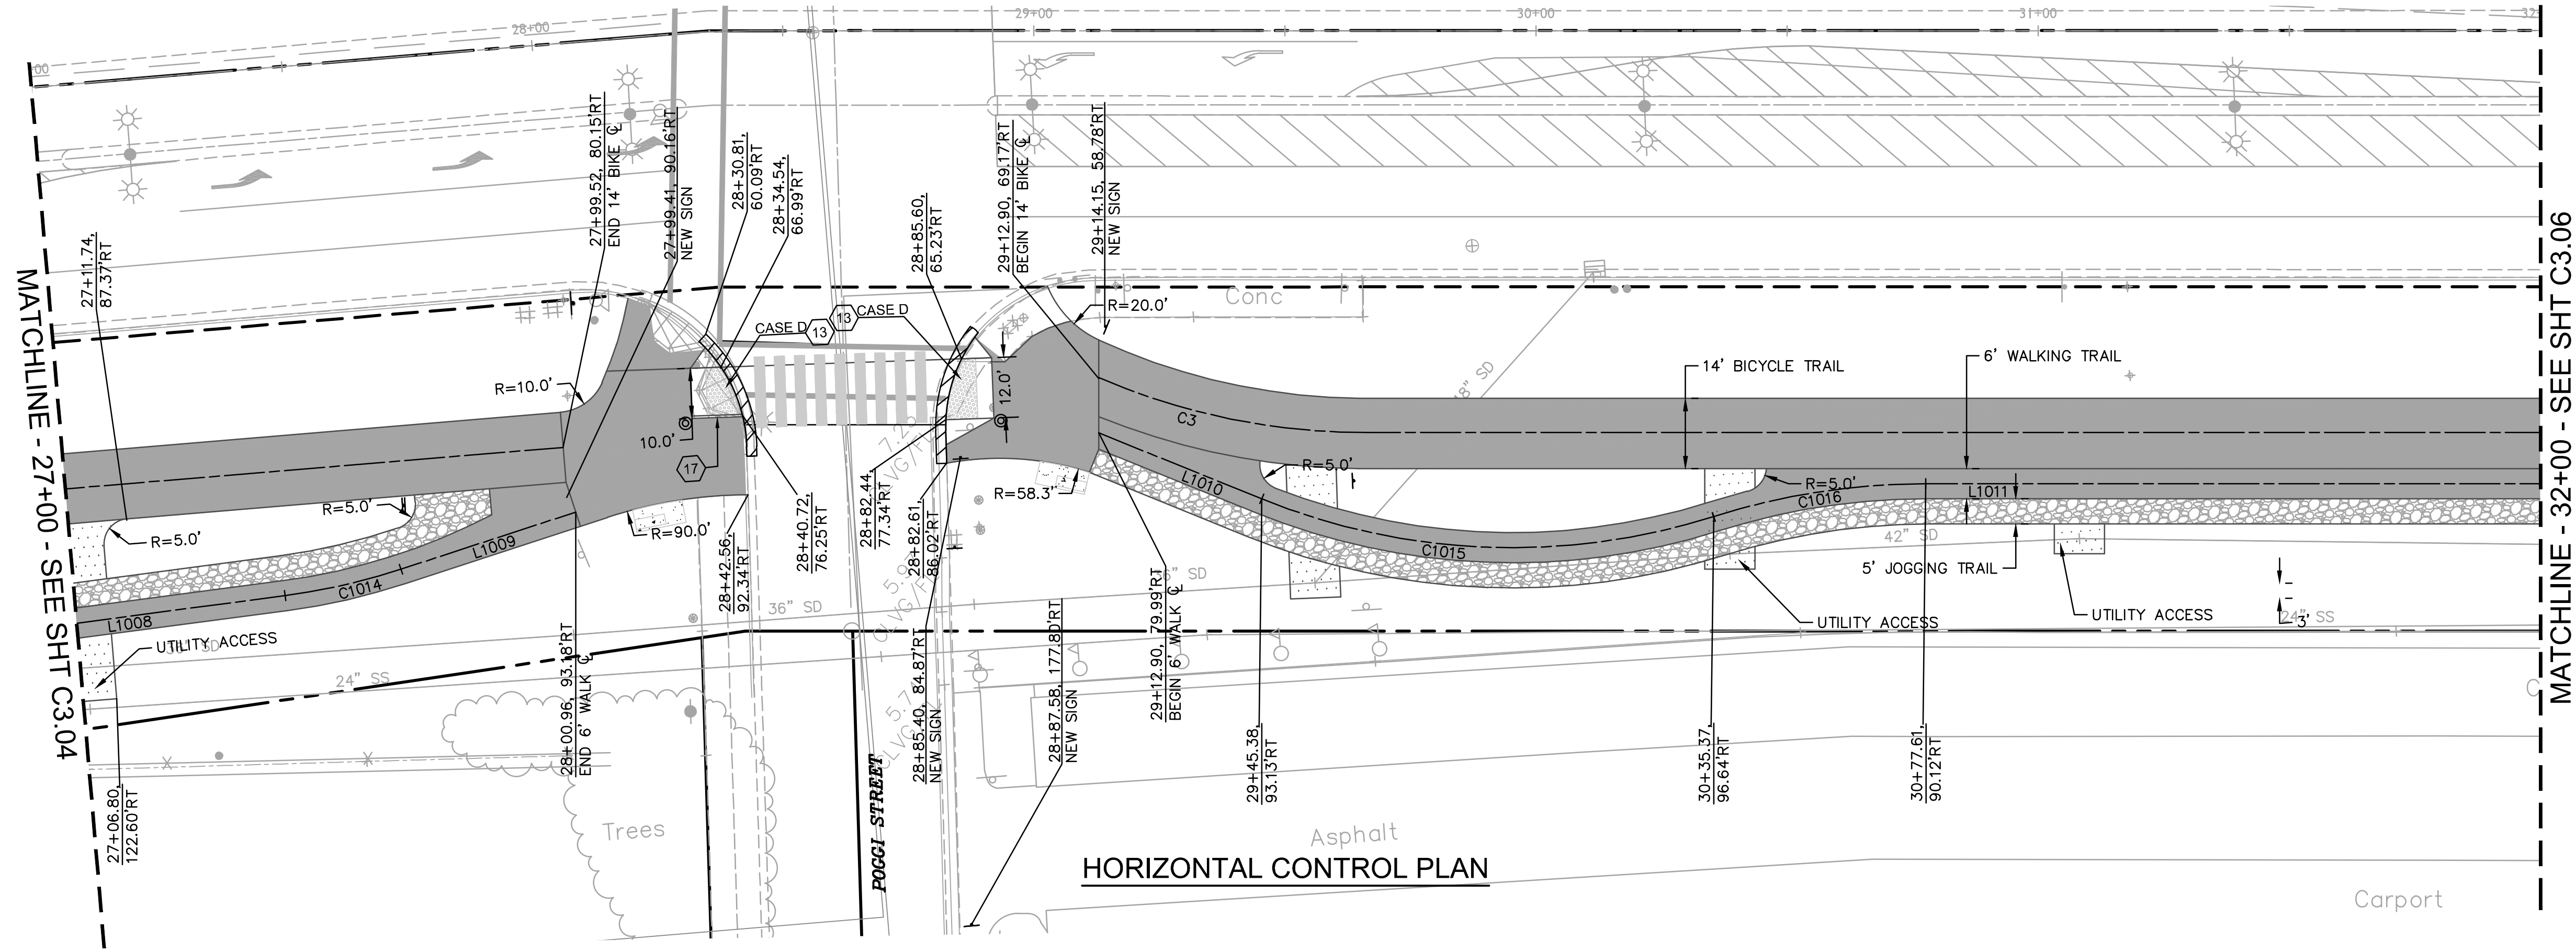 28+00
29+00
30+00
31+00
32
00
MATCHLINE - 27+00 - SEE SHT C3.04
27+11.74,
87.37'RT
27+99.52, 80.15'RT
END 14' BIKE ℄
27+99.41, 90.16'RT
NEW SIGN
28+30.81,
60.09'RT
28+34.54,
66.99'RT
28+85.60,
65.23'RT
29+12.90, 69.17'RT
BEGIN 14' BIKE ℄
29+14.15, 58.78'RT
NEW SIGN
Conc
R=20.0'
CASE D
13
13
CASE D
R=10.0'
10.0'
17
12.0'
C3
18" SD
14' BICYCLE TRAIL
6' WALKING TRAIL
R=5.0'
R=5.0'
R=90.0'
R=58.3'
R=5.0'
R=5.0'
L1008
C1014
L1009
L1010
C1015
C1016
L1011
42" SD
5' JOGGING TRAIL
UTILITY ACCESS
UTILITY ACCESS
UTILITY ACCESS
36" SD
24" SS
24" SS
3'
28+42.56,
92.34'RT
28+40.72,
76.25'RT
28+82.44,
77.34'RT
28+82.61,
86.02'RT
28+00.96, 93.18'RT
END 6' WALK ℄
28+85.40, 84.87'RT
NEW SIGN
28+87.58, 177.80'RT
NEW SIGN
29+12.90, 79.99'RT
BEGIN 6' WALK ℄
29+45.38,
93.13'RT
30+35.37,
96.64'RT
30+77.61,
90.12'RT
27+06.80,
122.60'RT
Trees
POGGI STREET
Asphalt
Carport
HORIZONTAL CONTROL PLAN
MATCHLINE - 32+00 - SEE SHT C3.06